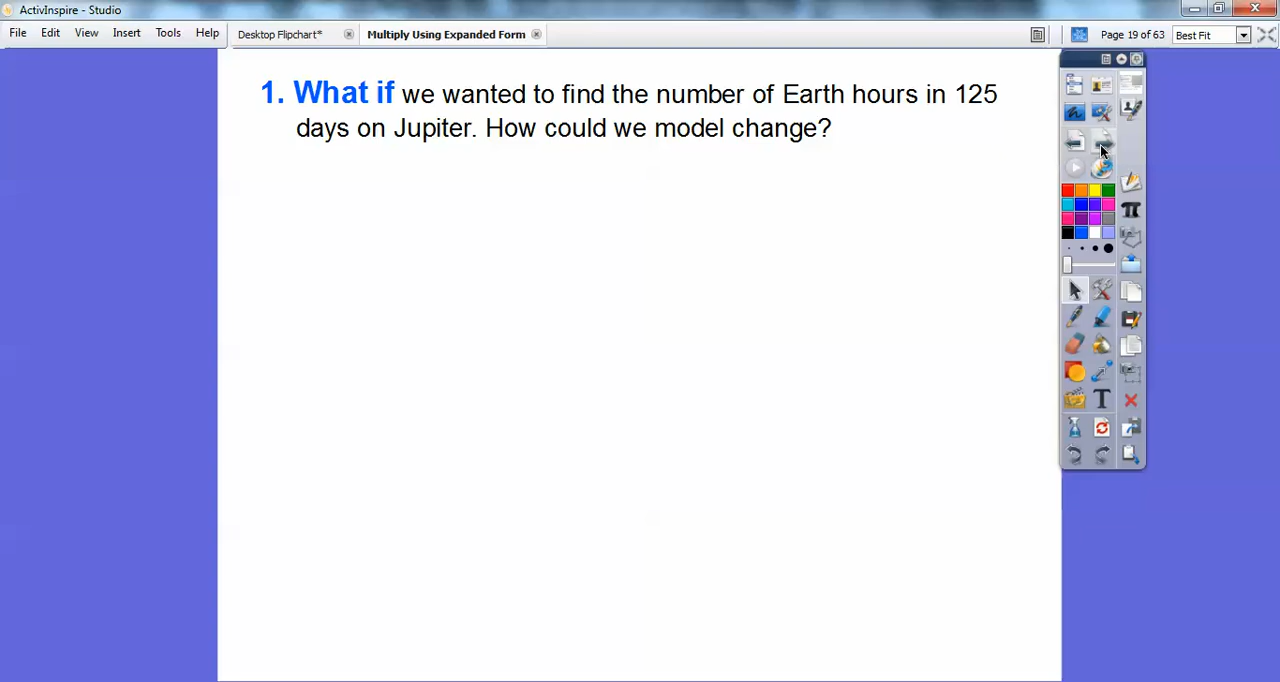 ActivInspire - Studio
File Edit View Insert Tools Help Desktop Flipchart* Multiply Using Expanded Form Page 19 of 63 Best Fit
1. What if we wanted to find the number of Earth hours in 125
days on Jupiter. How could we model change?